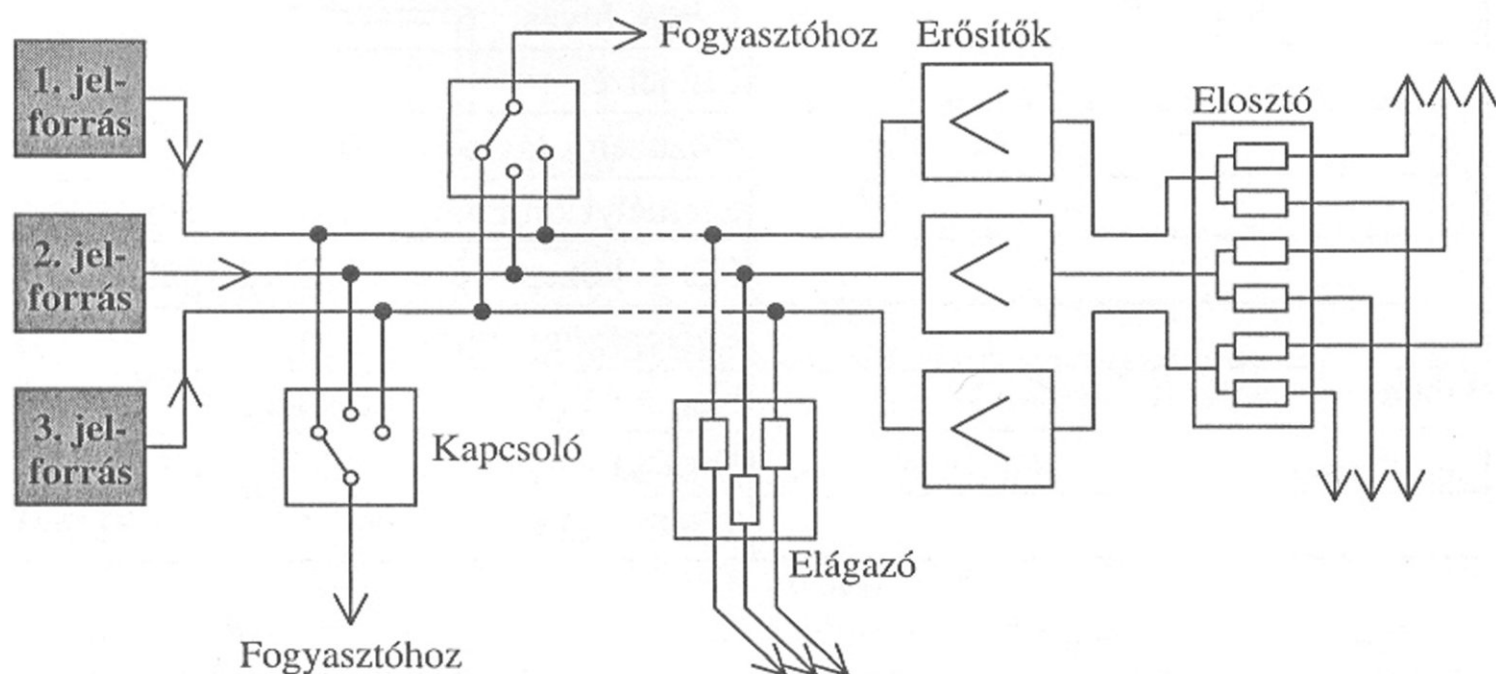 1. jel-
forrás
2. jel-
forrás
3. jel-
forrás
Fogyasztóhoz
Erősítők
Elosztó
Kapcsoló
Elágazó
Fogyasztóhoz